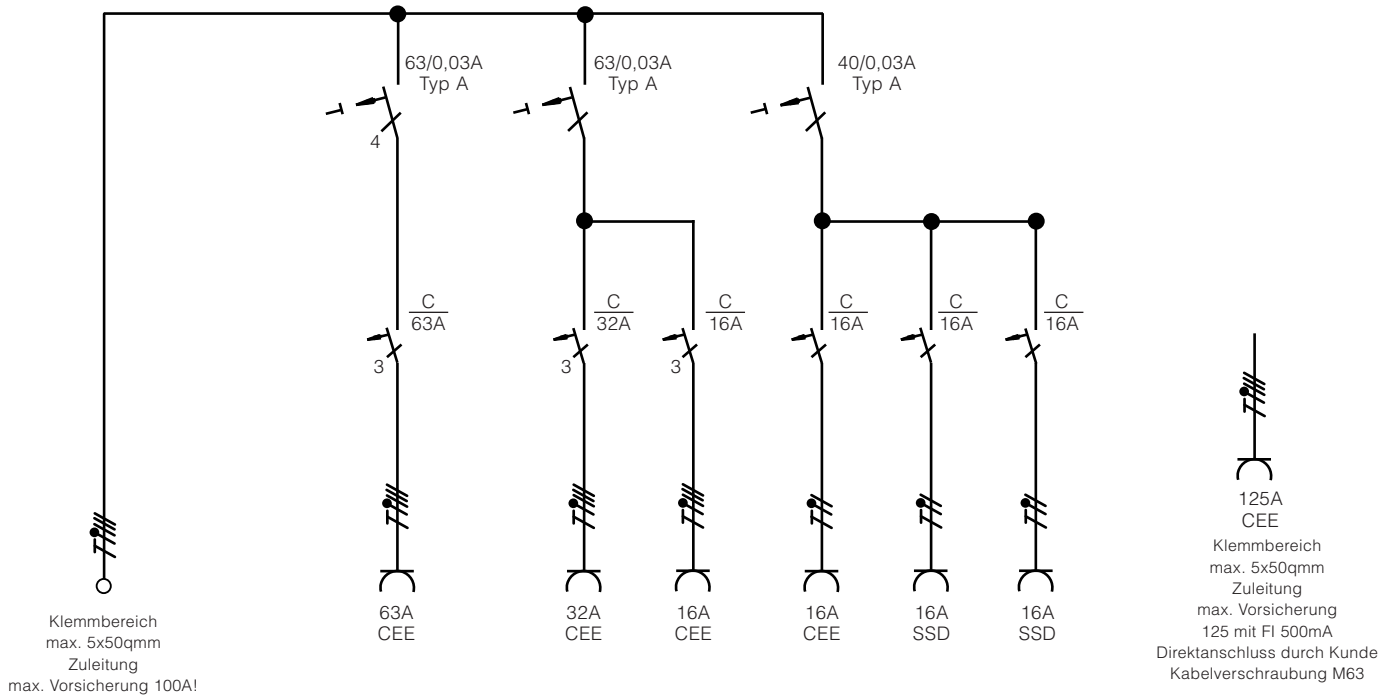 63/0,03A
Typ A
63/0,03A
Typ A
40/0,03A
Typ A
4
C
63A
C
32A
C
16A
C
16A
C
16A
C
16A
3
3
3
63A
CEE
32A
CEE
16A
CEE
16A
CEE
16A
SSD
16A
SSD
Klemmbereich
max. 5x50qmm
Zuleitung
max. Vorsicherung 100A!
125A
CEE
Klemmbereich
max. 5x50qmm
Zuleitung
max. Vorsicherung
125 mit FI 500mA
Direktanschluss durch Kunde
Kabelverschraubung M63